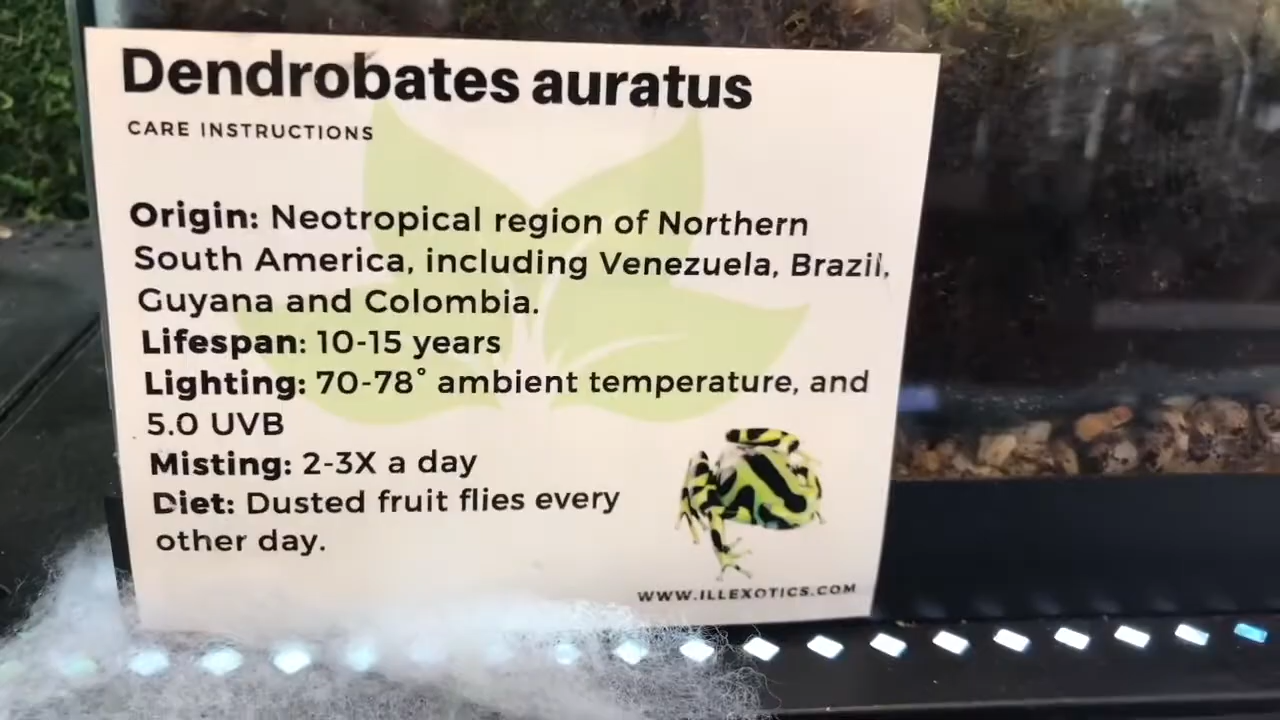 Dendrobates auratus
CARE INSTRUCTIONS
Origin: Neotropical region of Northern
South America, including Venezuela, Brazil,
Guyana and Colombia.
Lifespan: 10-15 years
Lighting: 70-78° ambient temperature, and
5.0 UVB
Misting: 2-3X a day
Diet: Dusted fruit flies every
other day.
WWW.ILLEXOTICS.COM